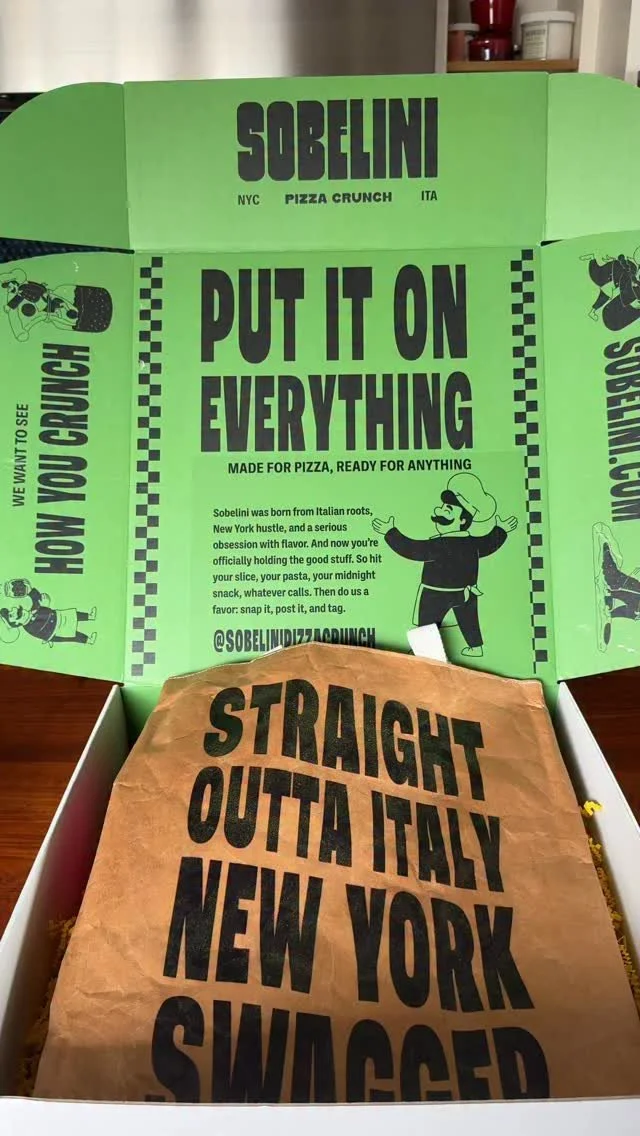 SOBELINI
NYC PIZZA CRUNCH ITA
PUT IT ON
EVERYTHING
MADE FOR PIZZA, READY FOR ANYTHING
Sobelini was born from Italian roots,
New York hustle, and a serious
obsession with flavor. And now you're
officially holding the good stuff. So hit
your slice, your pasta, your midnight
snack, whatever calls. Then do us a
favor: snap it, post it, and tag.
@SOBELINIPIZZACRUNCH
WE WANT TO SEE
HOW YOU CRUNCH
SOBELINI.COM
STRAIGHT
OUTTA ITALY
NEW YORK
SWAGGER